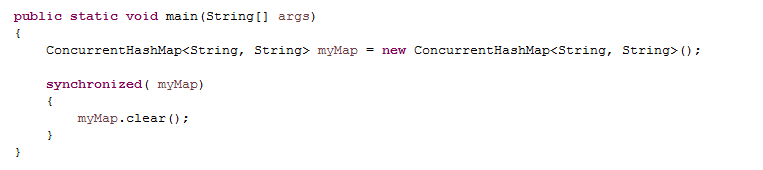 public static void main(String[] args)
{
    ConcurrentHashMap<String, String> myMap = new ConcurrentHashMap<String, String>();
    synchronized( myMap)
    {
        myMap.clear();
    }
}